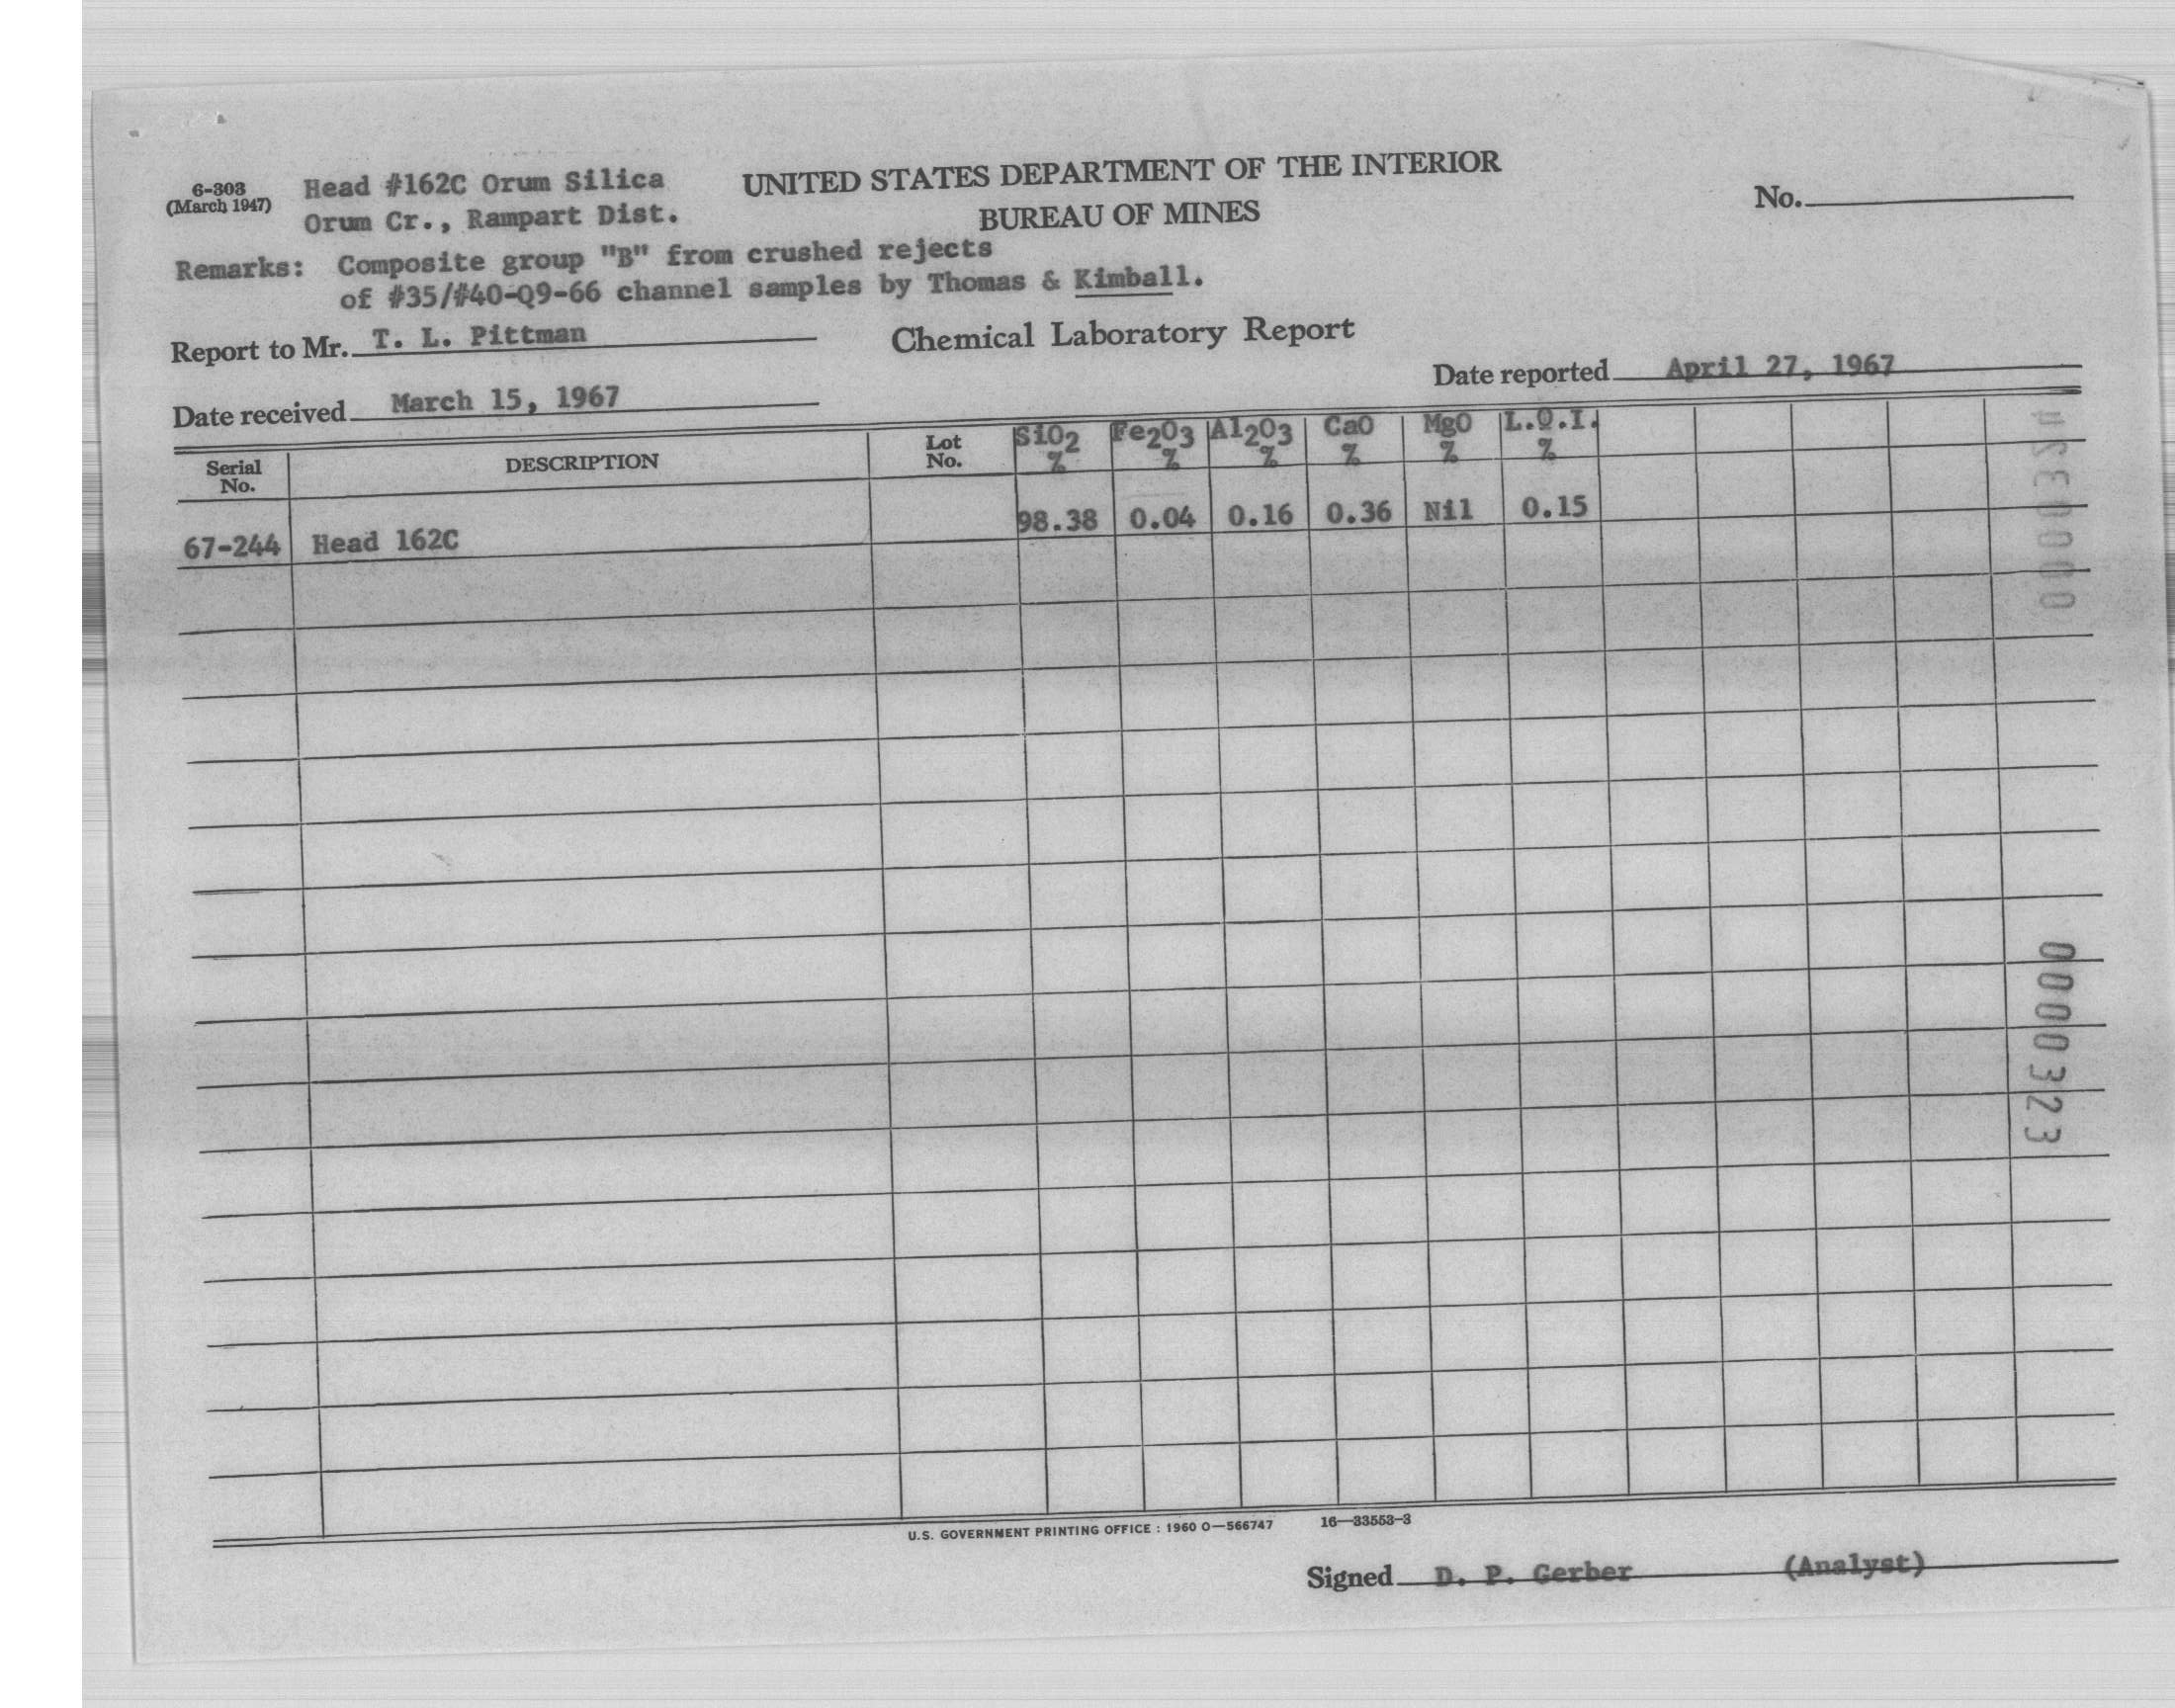 6-303
(March 1947)
Head #162C Orum Silica
Orum Cr., Rampart Dist.
UNITED STATES DEPARTMENT OF THE INTERIOR
BUREAU OF MINES
No.
Remarks: Composite group "B" from crushed rejects
of #35/#40-Q9-66 channel samples by Thomas & Kimball.
Report to Mr. T. L. Pittman
Chemical Laboratory Report
Date reported April 27, 1967
Date received March 15, 1967
Serial No. DESCRIPTION Lot No. SiO2 % Fe2O3 % Al2O3 % CaO % MgO % L.O.I. %
67-244 Head 162C 98.38 0.04 0.16 0.36 Nil 0.15
0000323
U.S. GOVERNMENT PRINTING OFFICE : 1960 O—566747 16—33553-3
Signed D. P. Gerber (Analyst)